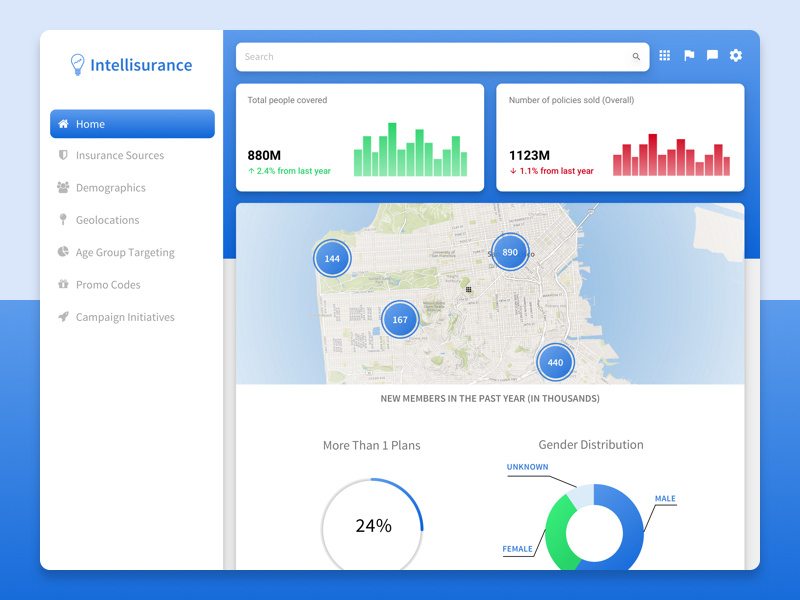 Intellisurance
Search
Home
Insurance Sources
Demographics
Geolocations
Age Group Targeting
Promo Codes
Campaign Initiatives
Total people covered
880M
↑ 2.4% from last year
Number of policies sold (Overall)
1123M
↓ 1.1% from last year
144
890
167
440
NEW MEMBERS IN THE PAST YEAR (IN THOUSANDS)
More Than 1 Plans
24%
Gender Distribution
UNKNOWN
MALE
FEMALE